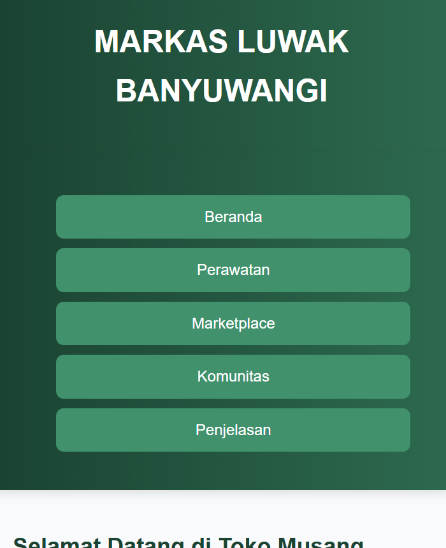 MARKAS LUWAK
BANYUWANGI
Beranda
Perawatan
Marketplace
Komunitas
Penjelasan
Selamat Datang di Toko Musang